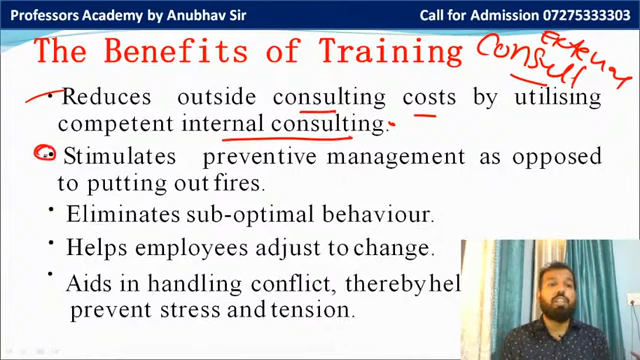 Professors Academy by Anubhav Sir Call for Admission 07275333303
The Benefits of Training
External
Consult
• Reduces outside consulting costs by utilising
competent internal consulting.
• Stimulates preventive management as opposed
to putting out fires.
• Eliminates sub-optimal behaviour.
• Helps employees adjust to change.
• Aids in handling conflict, thereby hel
prevent stress and tension.